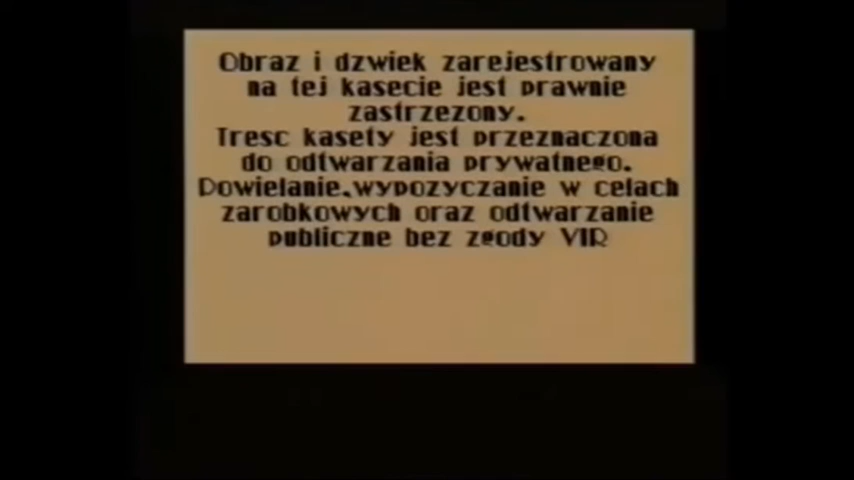 Obraz i dzwiek zarejestrowany
na tej kasecie jest prawnie
zastrzezony.
Tresc kasety jest przeznaczona
do odtwarzania prywatnego.
Powielanie,wypozyczanie w celach
zarobkowych oraz odtwarzanie
publiczne bez zgody VIR